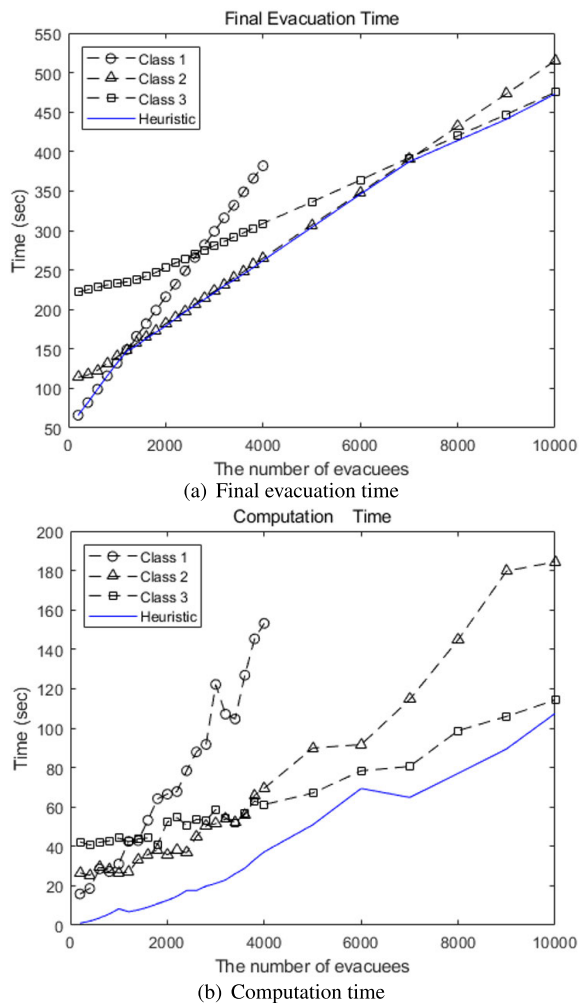 Final Evacuation Time
550
500
450
400
350
300
250
200
150
100
50
Time (sec)
Class 1
Class 2
Class 3
Heuristic
0 2000 4000 6000 8000 10000
The number of evacuees
(a) Final evacuation time
Computation Time
200
180
160
140
120
100
80
60
40
20
0
Time (sec)
Class 1
Class 2
Class 3
Heuristic
0 2000 4000 6000 8000 10000
The number of evacuees
(b) Computation time